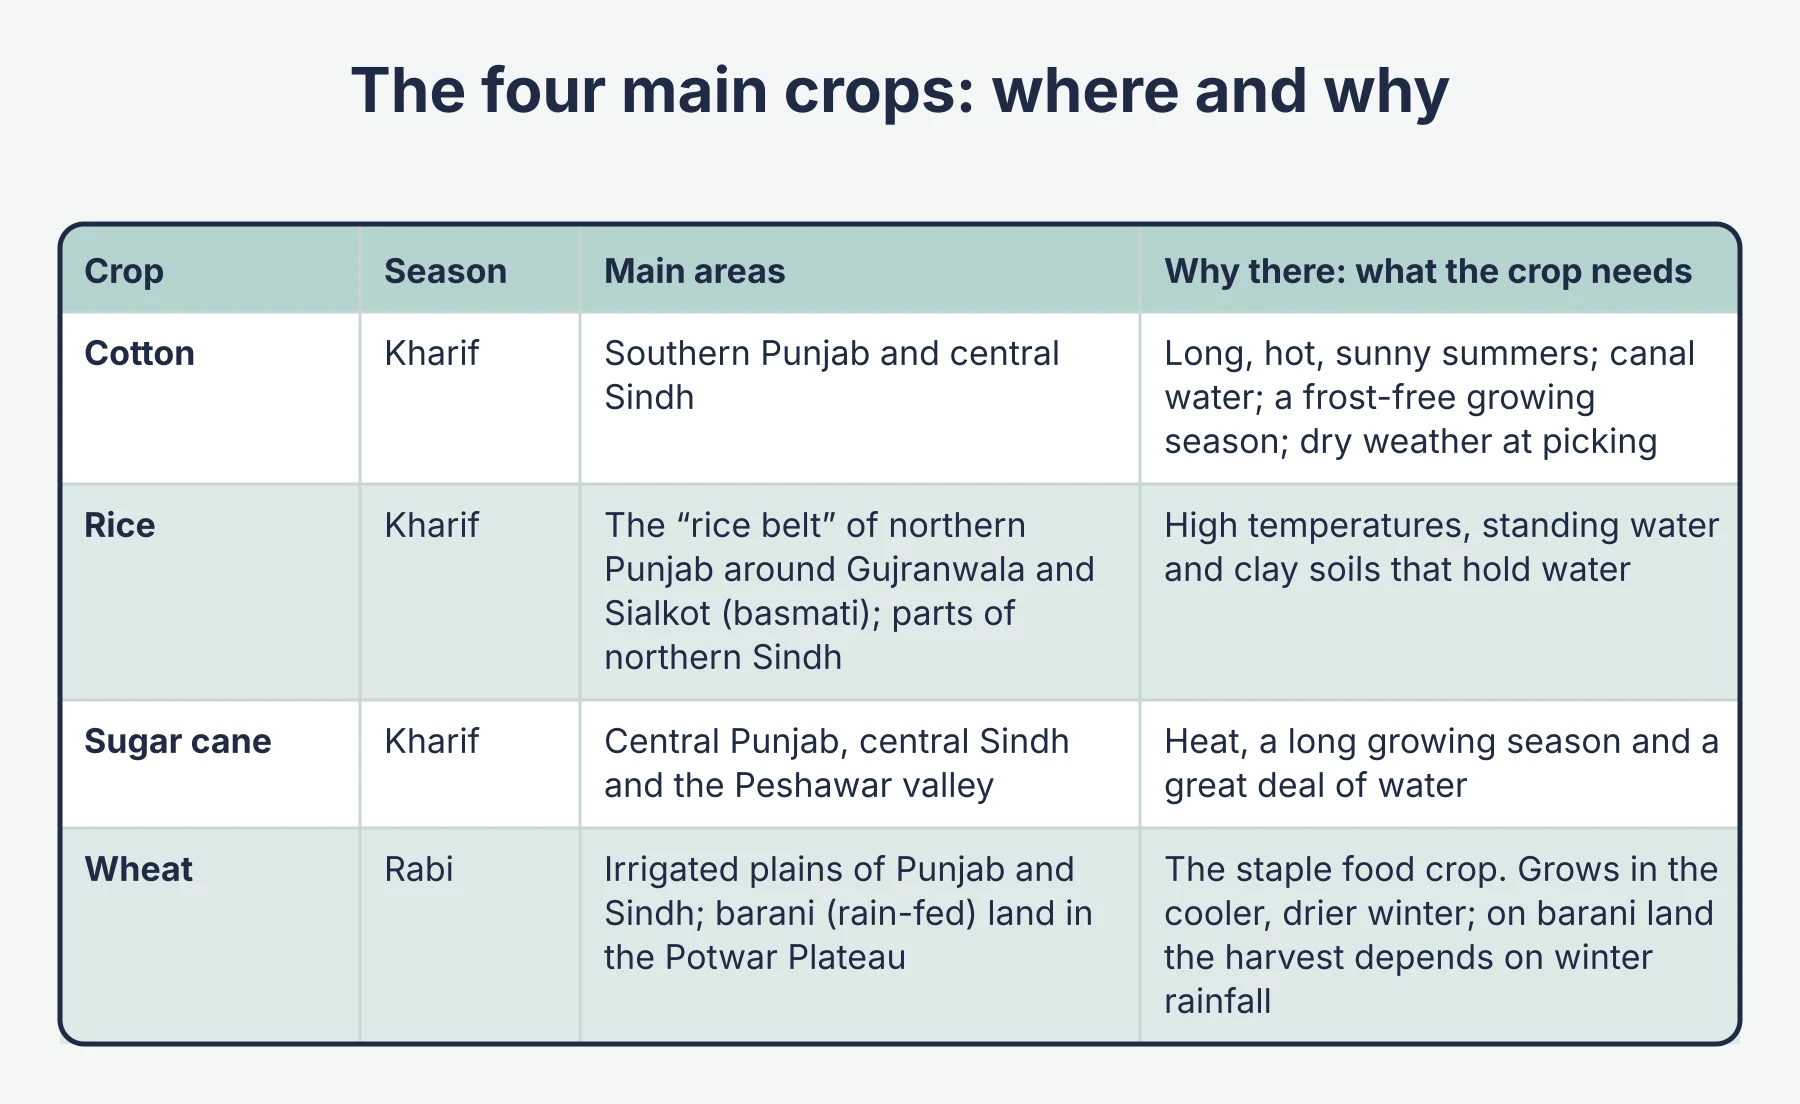 The four main crops: where and why
Crop
Season
Main areas
Why there: what the crop needs
Cotton
Kharif
Southern Punjab and central
Sindh
Long, hot, sunny summers; canal
water; a frost-free growing
season; dry weather at picking
Rice
Kharif
The “rice belt” of northern
Punjab around Gujranwala and
Sialkot (basmati); parts of
northern Sindh
High temperatures, standing water
and clay soils that hold water
Sugar cane
Kharif
Central Punjab, central Sindh
and the Peshawar valley
Heat, a long growing season and a
great deal of water
Wheat
Rabi
Irrigated plains of Punjab and
Sindh; barani (rain-fed) land in
the Potwar Plateau
The staple food crop. Grows in the
cooler, drier winter; on barani land
the harvest depends on winter
rainfall